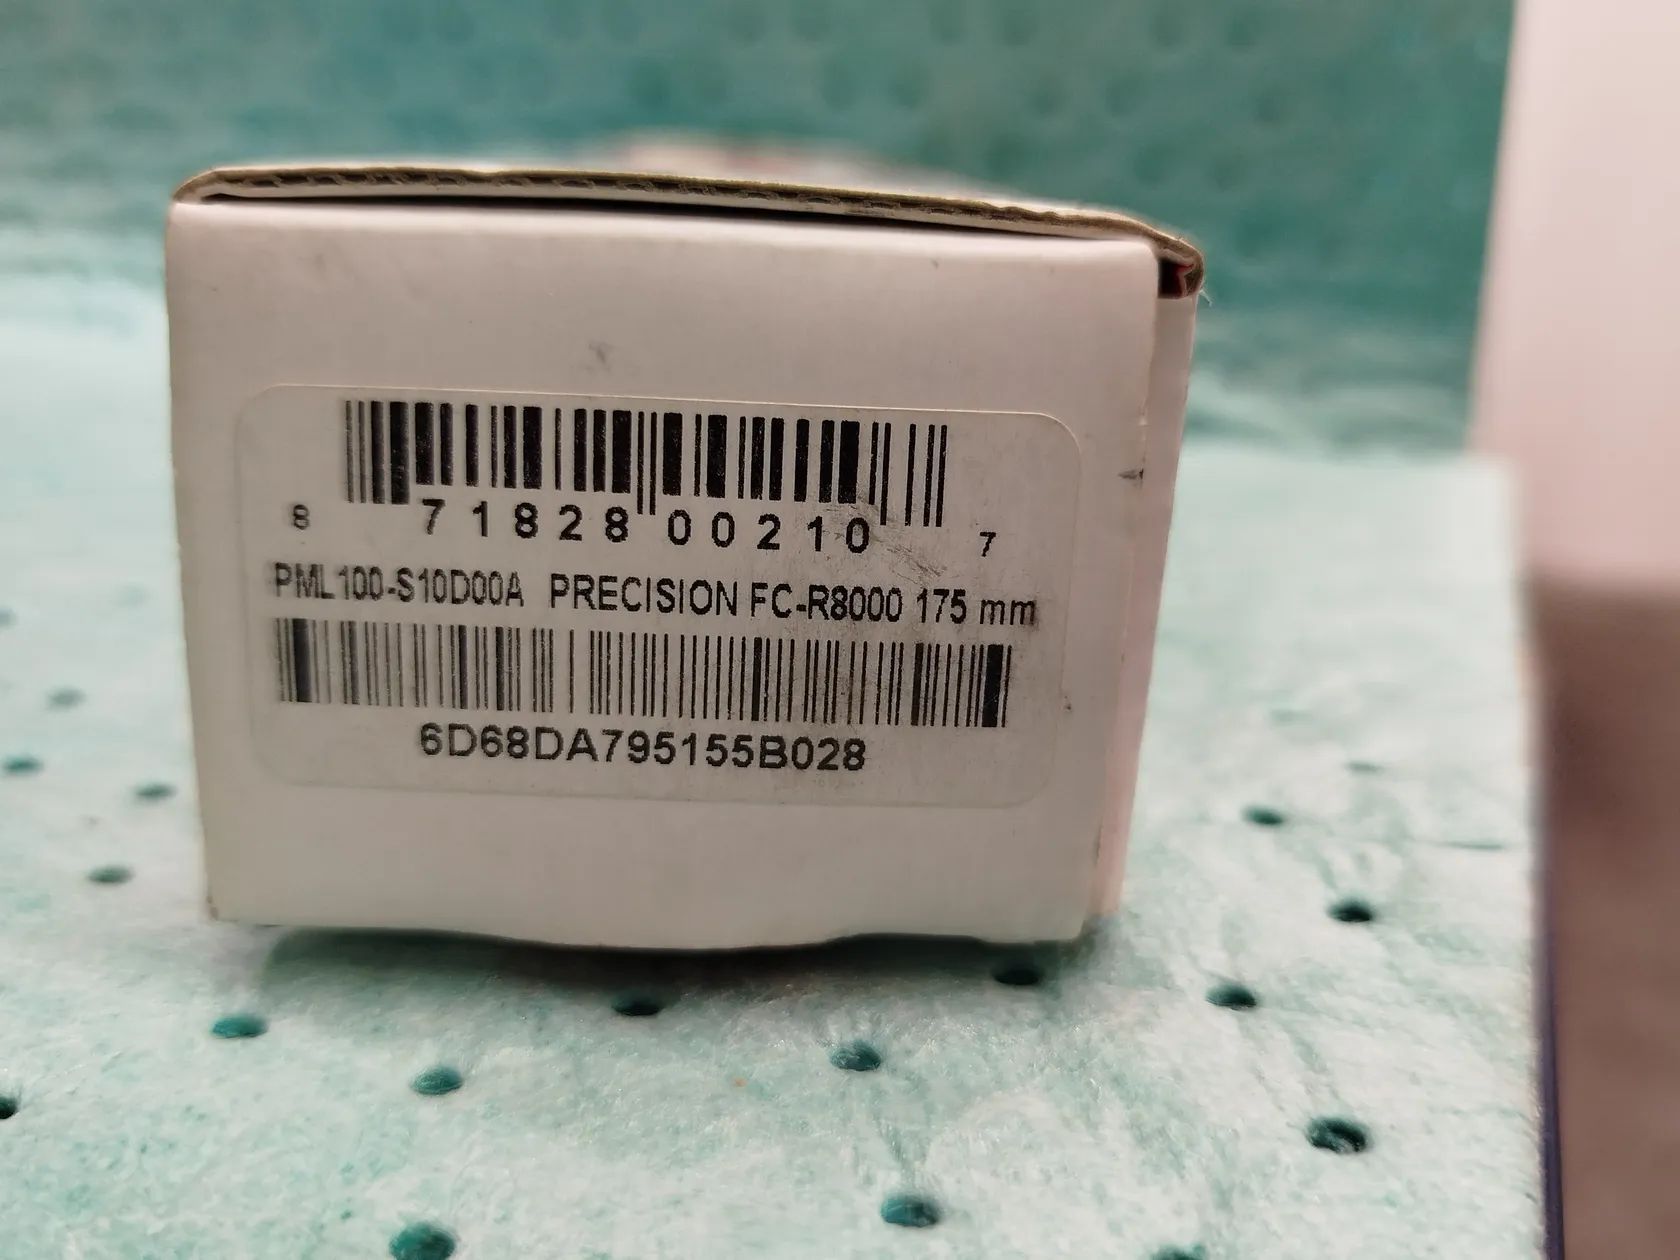 8 71828 00210 7
PML100-S10D00A PRECISION FC-R8000 175 mm
6D68DA795155B028